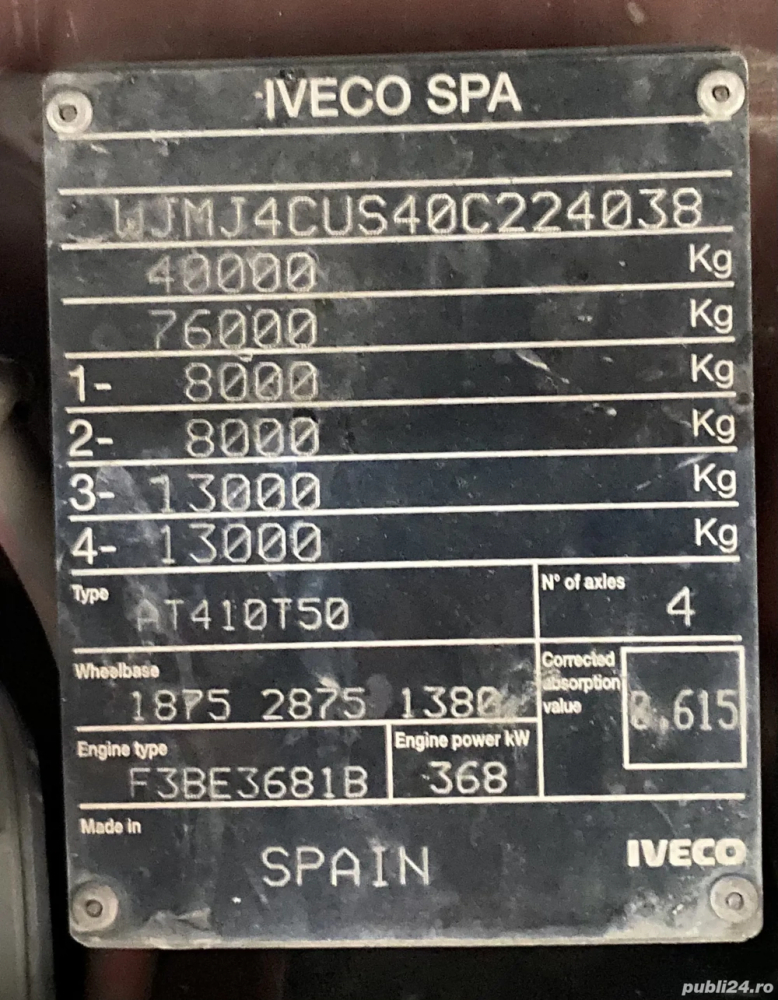 IVECO SPA
WJMJ4CUS40C224038
40000 Kg
76000 Kg
1- 8000 Kg
2- 8000 Kg
3- 13000 Kg
4- 13000 Kg
Type AT410T50
N° of axles 4
Wheelbase
1875 2875 1380
Corrected absorption value 0.615
Engine type
F3BE3681B
Engine power kW
368
Made in
SPAIN
IVECO
publi24.ro